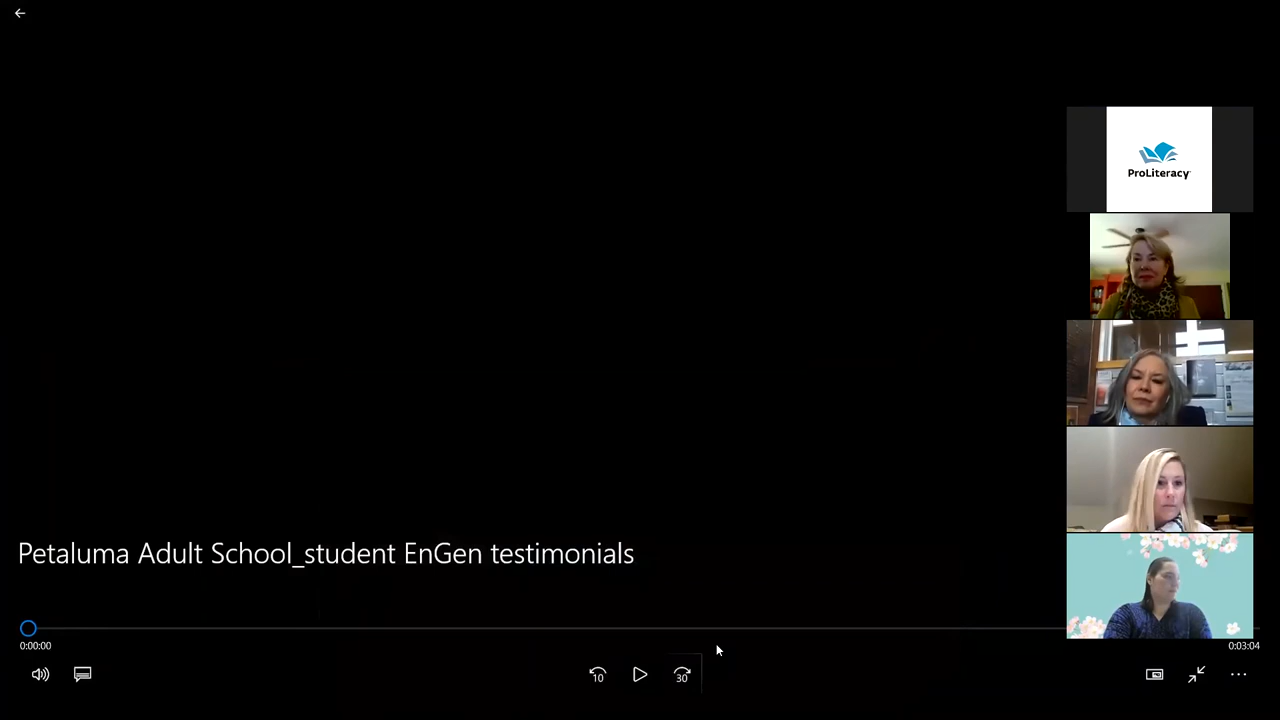 ProLiteracy
Petaluma Adult School_student EnGen testimonials
0:00:00
0:03:04
10
30